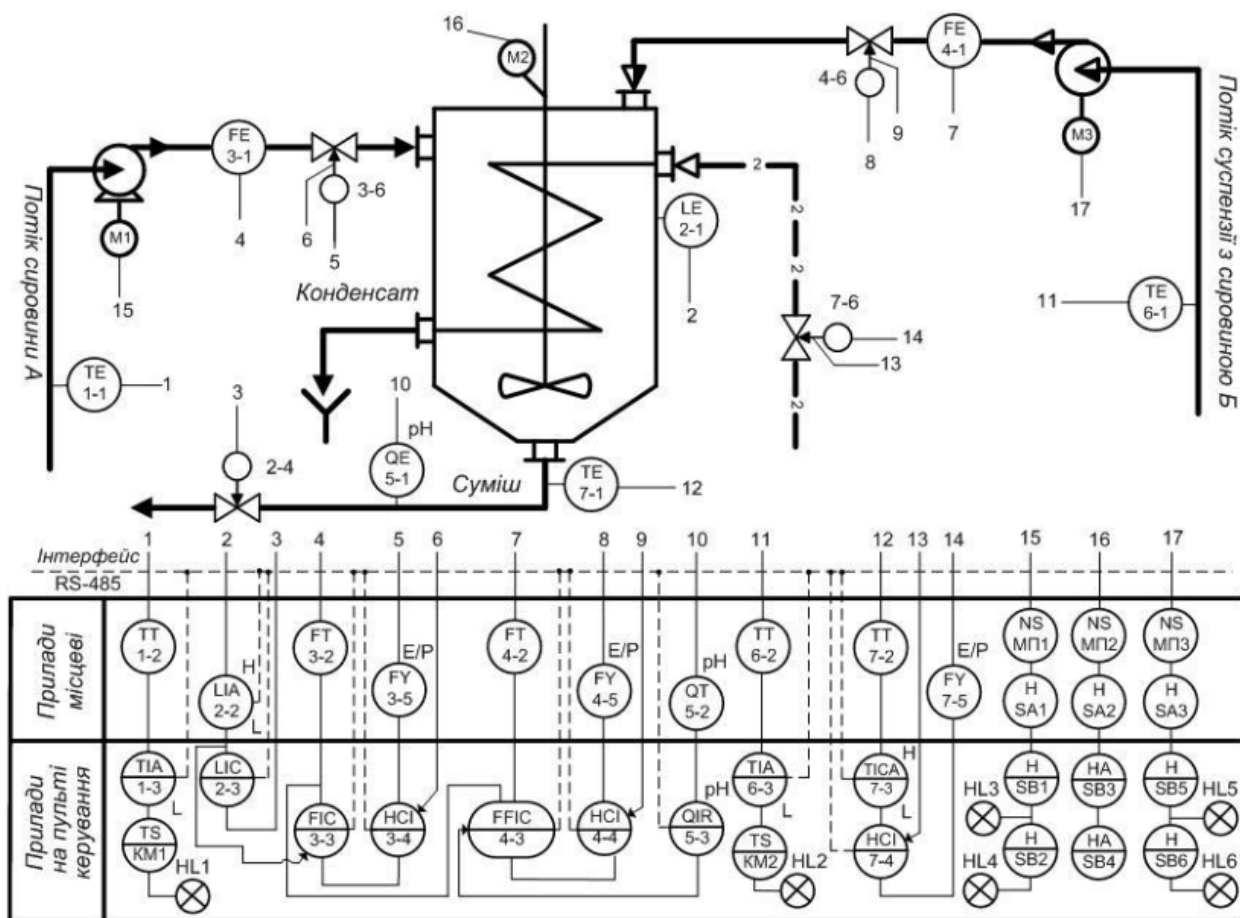 16
M2
FE
4-1
4-6
9
7
8
M3
17
Потік суспензії з сировиною Б
FE
3-1
3-6
6
5
4
M1
15
Потік сировини А
Конденсат
LE
2-1
2
2
2
2
2
2
7-6
14
13
11
TE
6-1
TE
1-1
1
3
2-4
10
pH
QE
5-1
Суміш
TE
7-1
12
1 2 3 4 5 6 7 8 9 10 11 12 13 14 15 16 17
Інтерфейс
RS-485
Прилади місцеві
TT
1-2
H
LIA
2-2
L
FT
3-2
E/P
FY
3-5
FT
4-2
E/P
FY
4-5
pH
QT
5-2
TT
6-2
TT
7-2
E/P
FY
7-5
NS
МП1
NS
МП2
NS
МП3
H
SA1
H
SA2
H
SA3
Прилади на пульті керування
TIA
1-3
L
TS
КМ1
HL1
LIC
2-3
FIC
3-3
HCI
3-4
FFIC
4-3
HCI
4-4
pH
QIR
5-3
TIA
6-3
L
TS
КМ2
HL2
H
TICA
7-3
L
HCI
7-4
HL3
H
SB1
HL4
H
SB2
HA
SB3
HA
SB4
H
SB5
HL5
H
SB6
HL6